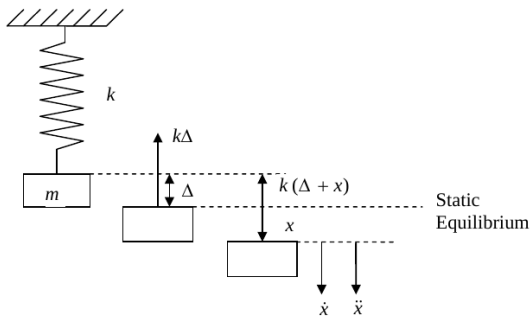 k
kΔ
m
Δ
k (Δ + x)
x
Static
Equilibrium
ẋ
ẍ